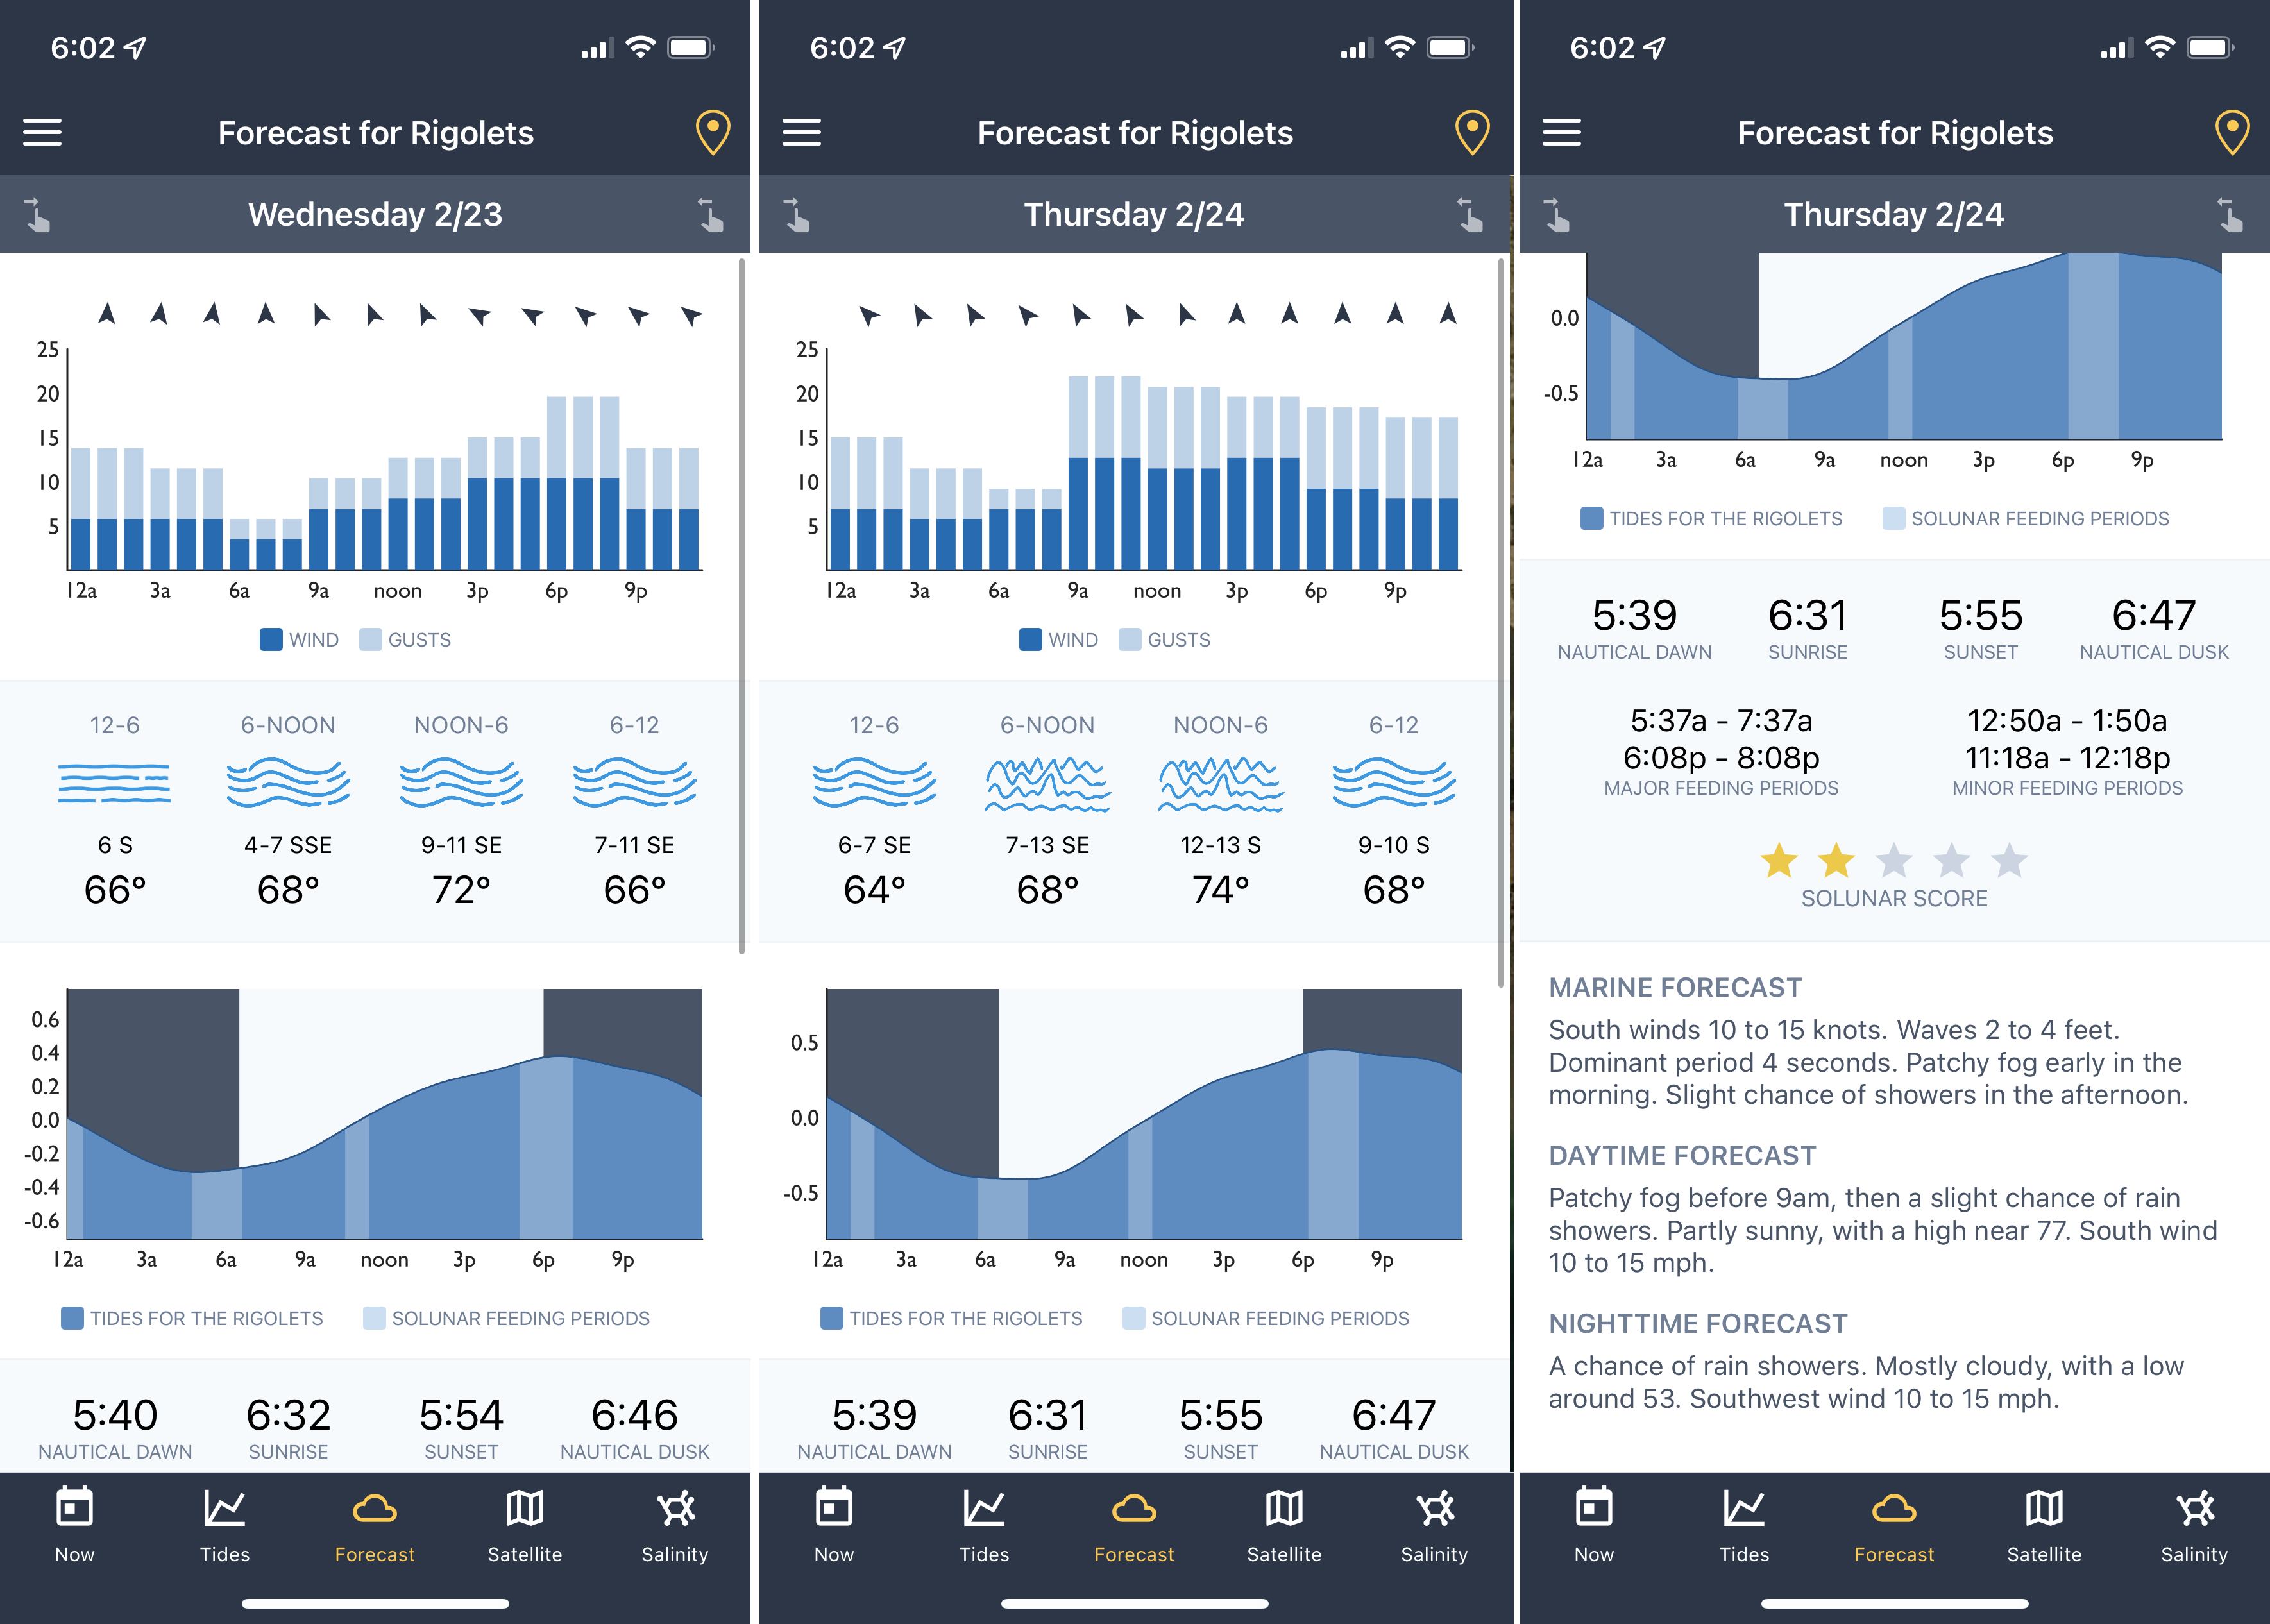 6:02
Forecast for Rigolets
Wednesday 2/23
25
20
15
10
5
12a 3a 6a 9a noon 3p 6p 9p
WIND GUSTS
12-6 6-NOON NOON-6 6-12
6 S 4-7 SSE 9-11 SE 7-11 SE
66° 68° 72° 66°
0.6
0.4
0.2
0.0
-0.2
-0.4
-0.6
12a 3a 6a 9a noon 3p 6p 9p
TIDES FOR THE RIGOLETS SOLUNAR FEEDING PERIODS
5:40 6:32 5:54 6:46
NAUTICAL DAWN SUNRISE SUNSET NAUTICAL DUSK
Now Tides Forecast Satellite Salinity
6:02
Forecast for Rigolets
Thursday 2/24
25
20
15
10
5
12a 3a 6a 9a noon 3p 6p 9p
WIND GUSTS
12-6 6-NOON NOON-6 6-12
6-7 SE 7-13 SE 12-13 S 9-10 S
64° 68° 74° 68°
0.5
0.0
-0.5
12a 3a 6a 9a noon 3p 6p 9p
TIDES FOR THE RIGOLETS SOLUNAR FEEDING PERIODS
5:39 6:31 5:55 6:47
NAUTICAL DAWN SUNRISE SUNSET NAUTICAL DUSK
Now Tides Forecast Satellite Salinity
6:02
Forecast for Rigolets
Thursday 2/24
0.0
-0.5
12a 3a 6a 9a noon 3p 6p 9p
TIDES FOR THE RIGOLETS SOLUNAR FEEDING PERIODS
5:39 6:31 5:55 6:47
NAUTICAL DAWN SUNRISE SUNSET NAUTICAL DUSK
5:37a - 7:37a 12:50a - 1:50a
6:08p - 8:08p 11:18a - 12:18p
MAJOR FEEDING PERIODS MINOR FEEDING PERIODS
SOLUNAR SCORE
MARINE FORECAST
South winds 10 to 15 knots. Waves 2 to 4 feet.
Dominant period 4 seconds. Patchy fog early in the
morning. Slight chance of showers in the afternoon.
DAYTIME FORECAST
Patchy fog before 9am, then a slight chance of rain
showers. Partly sunny, with a high near 77. South wind
10 to 15 mph.
NIGHTTIME FORECAST
A chance of rain showers. Mostly cloudy, with a low
around 53. Southwest wind 10 to 15 mph.
Now Tides Forecast Satellite Salinity